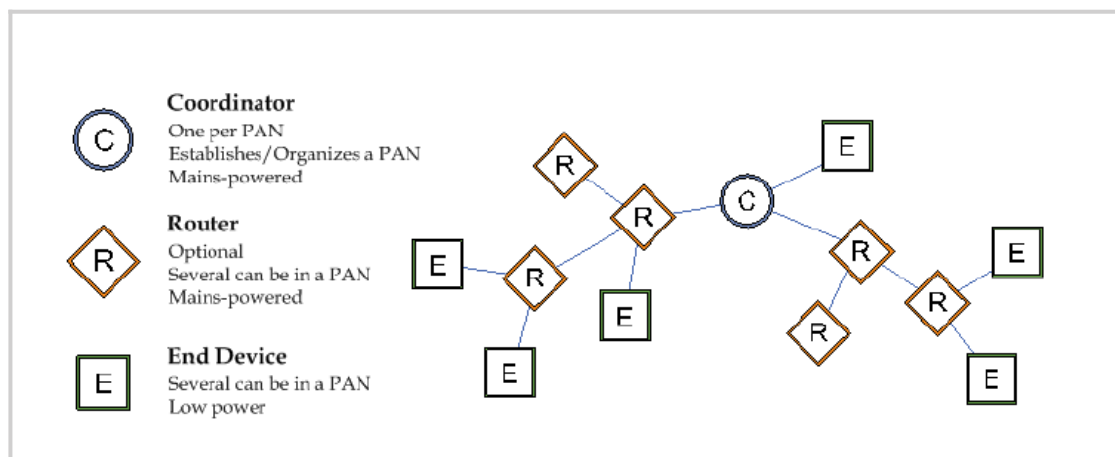 C
Coordinator
One per PAN
Establishes/Organizes a PAN
Mains-powered
R
Router
Optional
Several can be in a PAN
Mains-powered
E
End Device
Several can be in a PAN
Low power
E
R
C
R
R
E
E
R
R
E
E
R
E
E